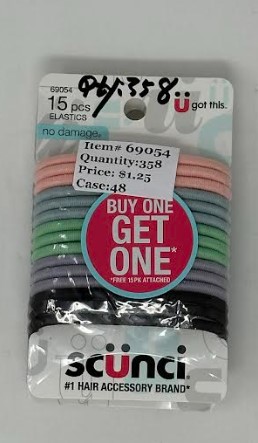 Qty:358
69054
15 pcs
ELASTICS
ü got this.
no damage.
Item# 69054
Quantity:358
Price: $1.25
Case:48
BUY ONE
GET
ONE*
*FREE 15PK ATTACHED
scünci
#1 HAIR ACCESSORY BRAND*